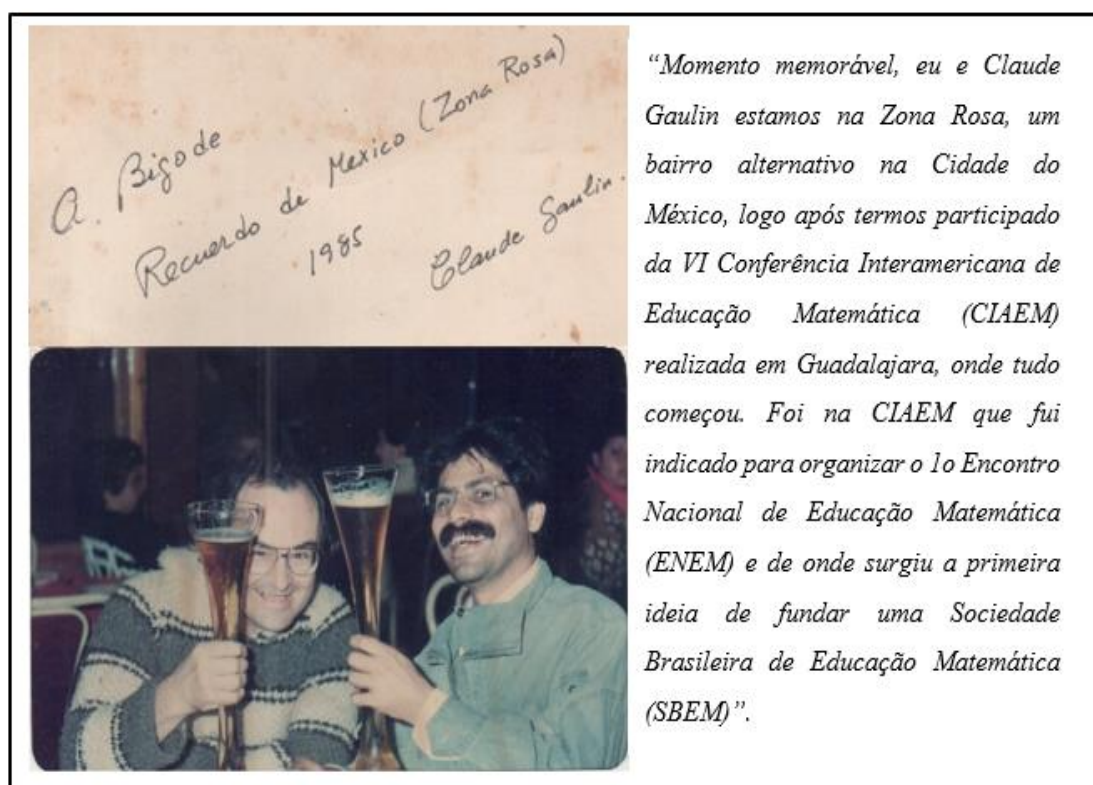 A. Bigode
Recuerdo de Mexico (Zona Rosa)
1985
Claude Gaulin.
“Momento memorável, eu e Claude
Gaulin estamos na Zona Rosa, um
bairro alternativo na Cidade do
México, logo após termos participado
da VI Conferência Interamericana de
Educação Matemática (CIAEM)
realizada em Guadalajara, onde tudo
começou. Foi na CIAEM que fui
indicado para organizar o 1o Encontro
Nacional de Educação Matemática
(ENEM) e de onde surgiu a primeira
ideia de fundar uma Sociedade
Brasileira de Educação Matemática
(SBEM)”.